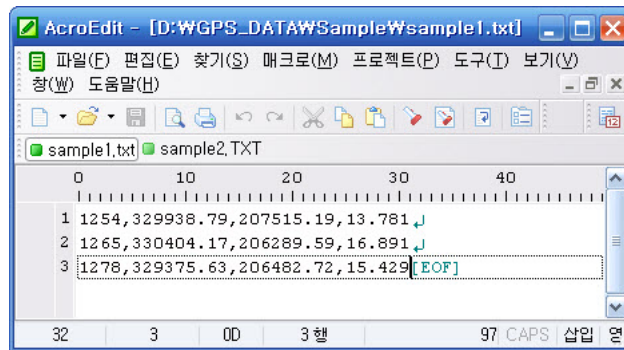 AcroEdit - [D:₩GPS_DATA₩Sample₩sample1.txt]
파일(F) 편집(E) 찾기(S) 매크로(M) 프로젝트(P) 도구(T) 보기(V)
창(W) 도움말(H)
sample1.txt sample2.TXT
0 10 20 30 40
1 1254,329938.79,207515.19,13.781
2 1265,330404.17,206289.59,16.891
3 1278,329375.63,206482.72,15.429[EOF]
32 3 0D 3 행 97 CAPS 삽입